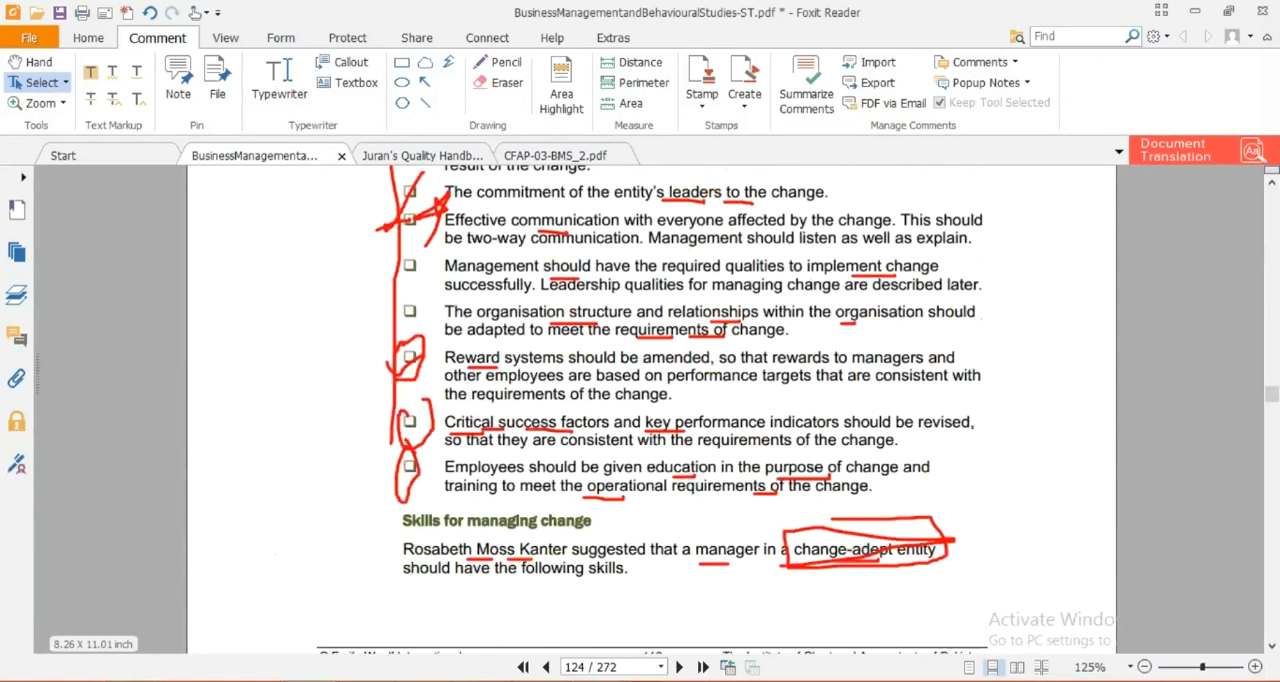 BusinessManagementandBehaviouralStudies-ST.pdf * - Foxit Reader
File Home Comment View Form Protect Share Connect Help Extras
Find
Hand
Select
Zoom
Tools
Text Markup
Note
File
Pin
Typewriter
Callout
Textbox
Typewriter
Pencil
Eraser
Drawing
Area
Highlight
Distance
Perimeter
Area
Measure
Stamp
Create
Stamps
Summarize
Comments
Import
Export
FDF via Email
Comments
Popup Notes
Keep Tool Selected
Manage Comments
Start
BusinessManagementa...
Juran's Quality Handb...
CFAP-03-BMS_2.pdf
Document
Translation
result of the change.
The commitment of the entity's leaders to the change.
Effective communication with everyone affected by the change. This should
be two-way communication. Management should listen as well as explain.
Management should have the required qualities to implement change
successfully. Leadership qualities for managing change are described later.
The organisation structure and relationships within the organisation should
be adapted to meet the requirements of change.
Reward systems should be amended, so that rewards to managers and
other employees are based on performance targets that are consistent with
the requirements of the change.
Critical success factors and key performance indicators should be revised,
so that they are consistent with the requirements of the change.
Employees should be given education in the purpose of change and
training to meet the operational requirements of the change.
Skills for managing change
Rosabeth Moss Kanter suggested that a manager in a change-adept entity
should have the following skills.
Activate Windo
Go to PC settings to
8.26 X 11.01 inch
124 / 272
125%